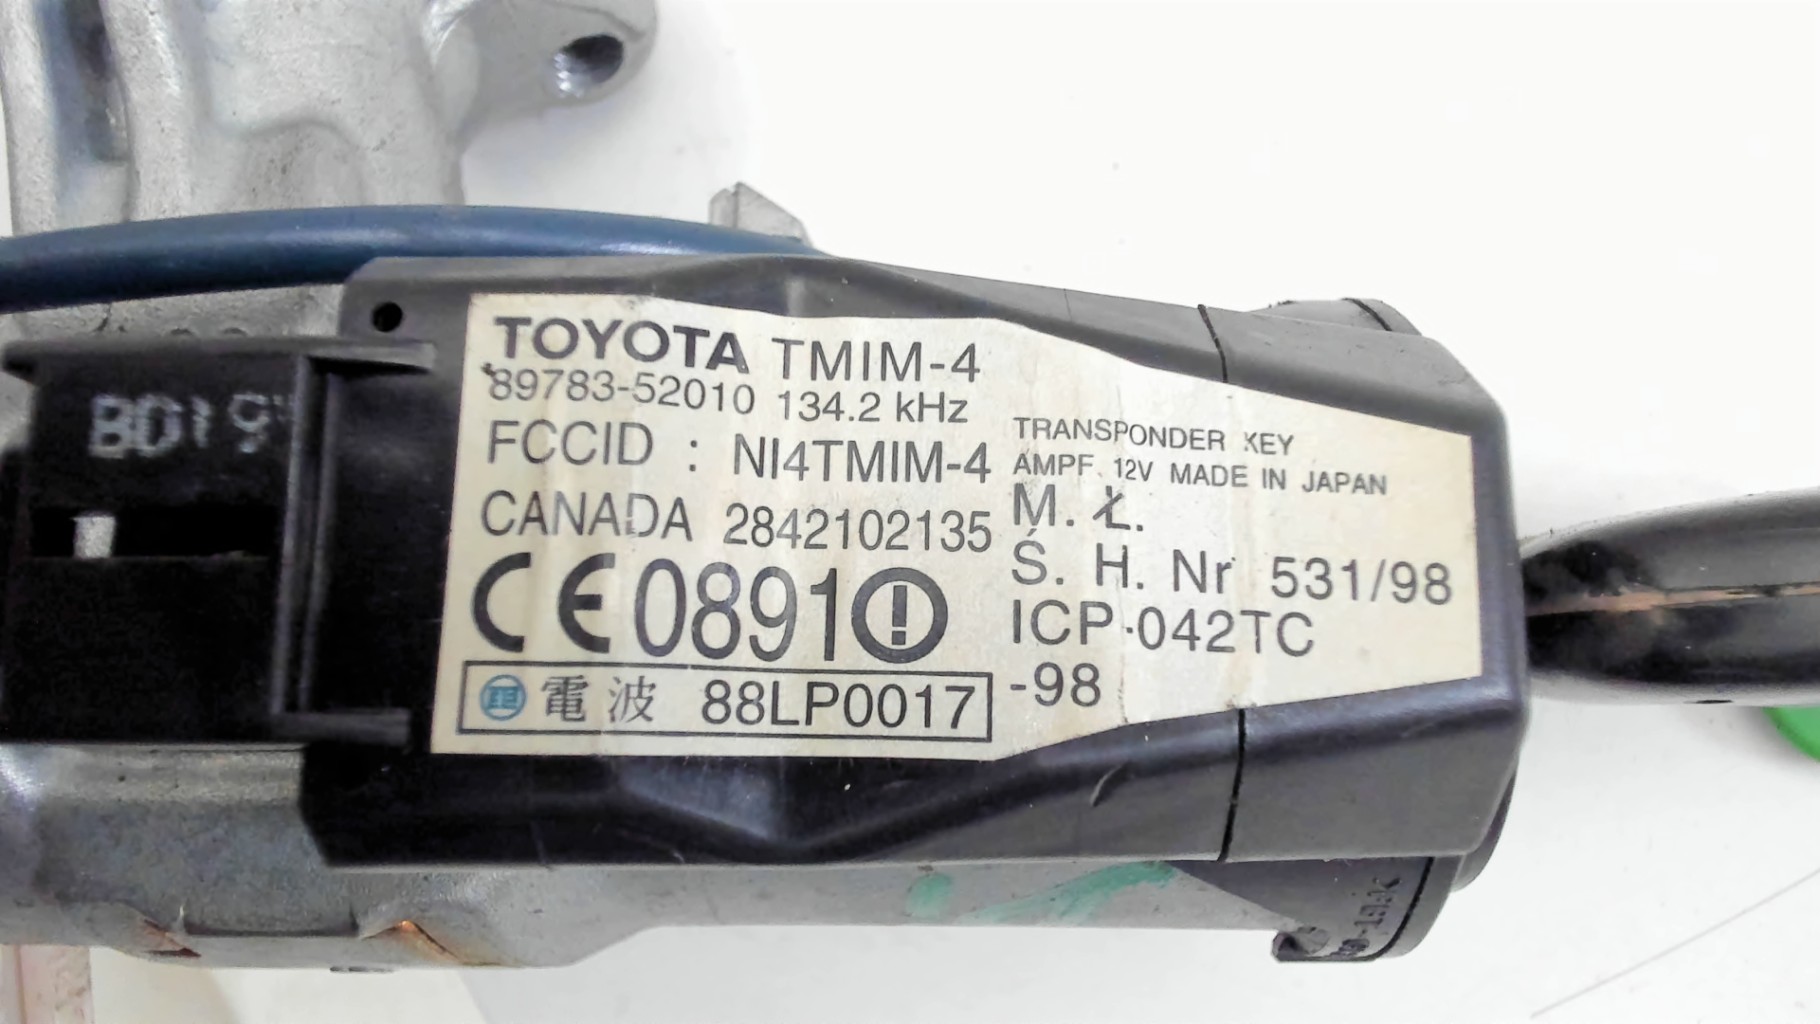 TOYOTA TMIM-4
89783-52010 134.2 kHz
FCCID : NI4TMIM-4
CANADA 2842102135
CE0891
電波 88LP0017
TRANSPONDER KEY
AMPF. 12V MADE IN JAPAN
M. Ł.
Ś. H. Nr 531/98
ICP-042TC
-98